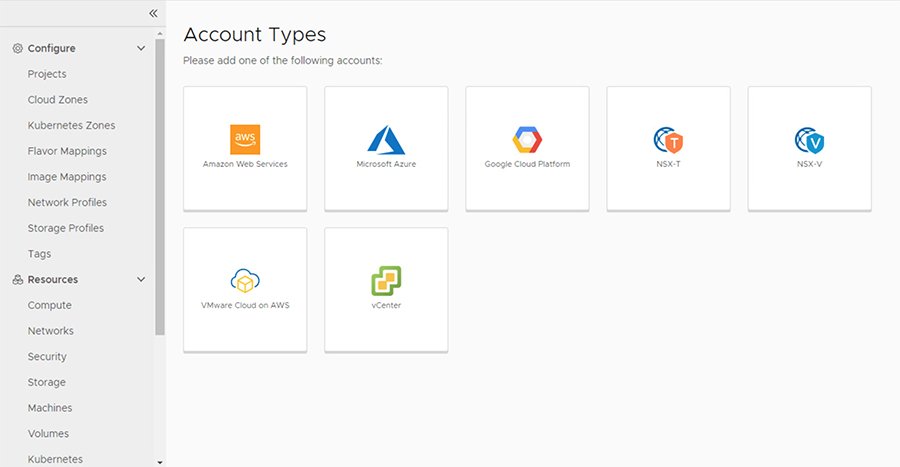 Configure
Projects
Cloud Zones
Kubernetes Zones
Flavor Mappings
Image Mappings
Network Profiles
Storage Profiles
Tags
Resources
Compute
Networks
Security
Storage
Machines
Volumes
Kubernetes
Account Types
Please add one of the following accounts:
aws
Amazon Web Services
Microsoft Azure
Google Cloud Platform
T
NSX-T
V
NSX-V
VMware Cloud on AWS
vCenter